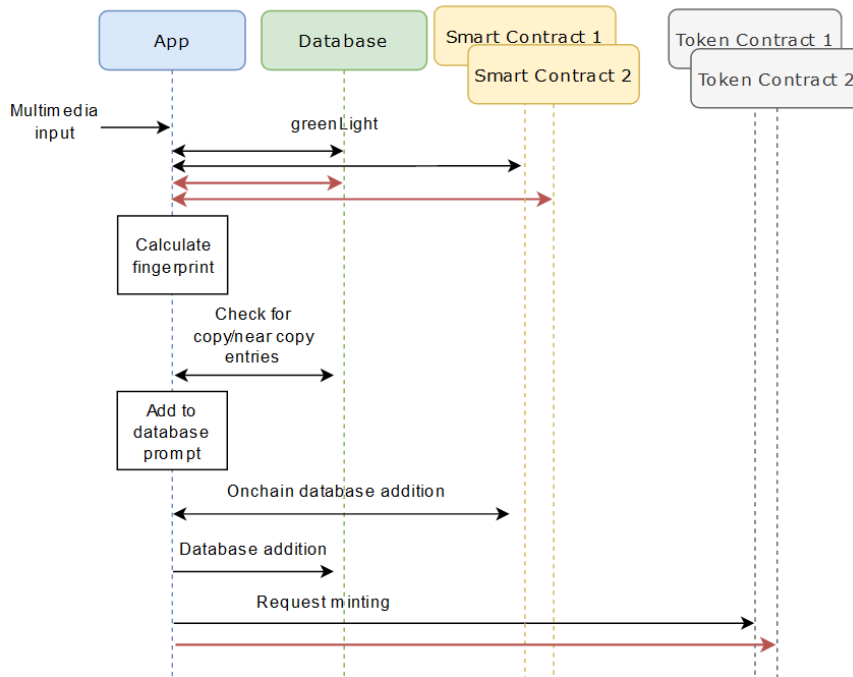 App
Database
Smart Contract 1
Smart Contract 2
Token Contract 1
Token Contract 2
Multimedia
input
greenLight
Calculate
fingerprint
Check for
copy/near copy
entries
Add to
database
prompt
Onchain database addition
Database addition
Request minting